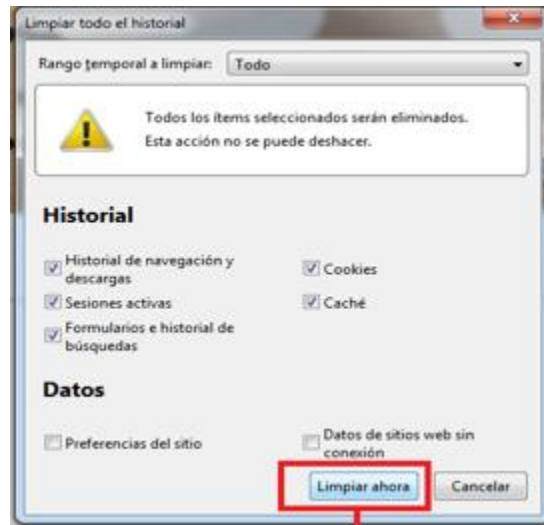 Limpiar todo el historial
Rango temporal a limpiar: Todo
Todos los ítems seleccionados serán eliminados.
Esta acción no se puede deshacer.
Historial
Historial de navegación y
descargas
Cookies
Sesiones activas
Caché
Formularios e historial de
búsquedas
Datos
Preferencias del sitio
Datos de sitios web sin
conexión
Limpiar ahora
Cancelar